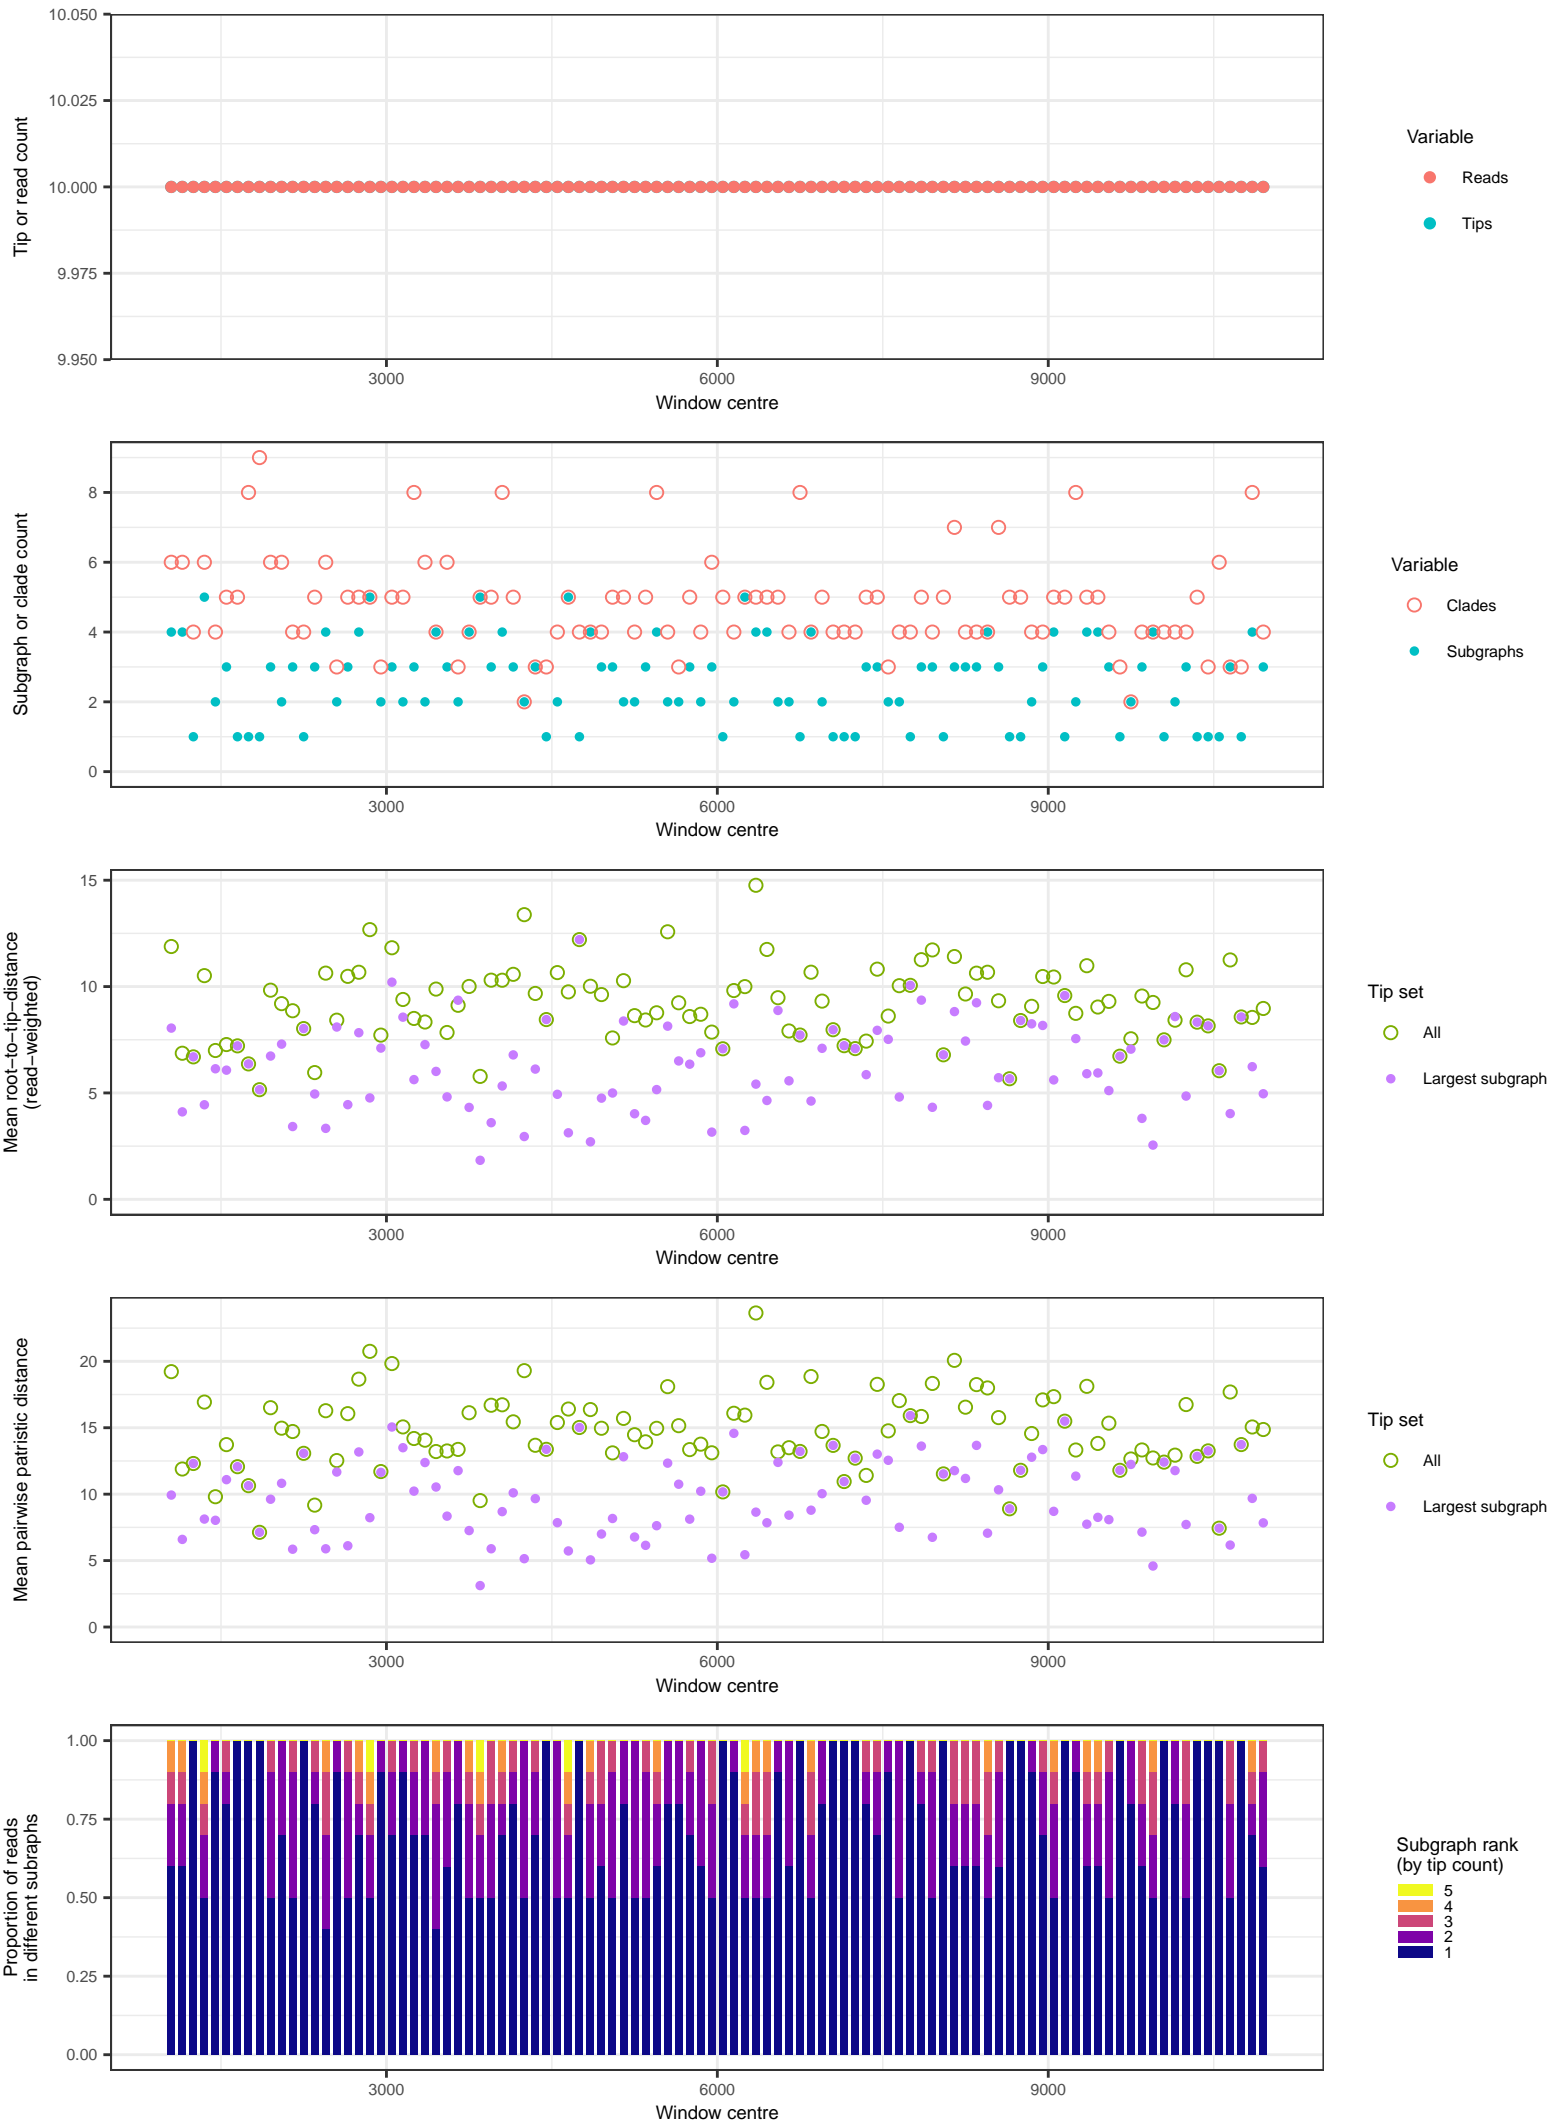 10.050
10.025
10.000
9.975
9.950
Tip or read count
3000 6000 9000
Window centre
Variable
Reads
Tips
8
6
4
2
0
Subgraph or clade count
3000 6000 9000
Window centre
Variable
Clades
Subgraphs
15
10
5
0
Mean root−to−tip−distance
(read−weighted)
3000 6000 9000
Window centre
Tip set
All
Largest subgraph
20
15
10
5
0
Mean pairwise patristic distance
3000 6000 9000
Window centre
Tip set
All
Largest subgraph
1.00
0.75
0.50
0.25
0.00
Proportion of reads
in different subraphs
3000 6000 9000
Window centre
Subgraph rank
(by tip count)
5
4
3
2
1